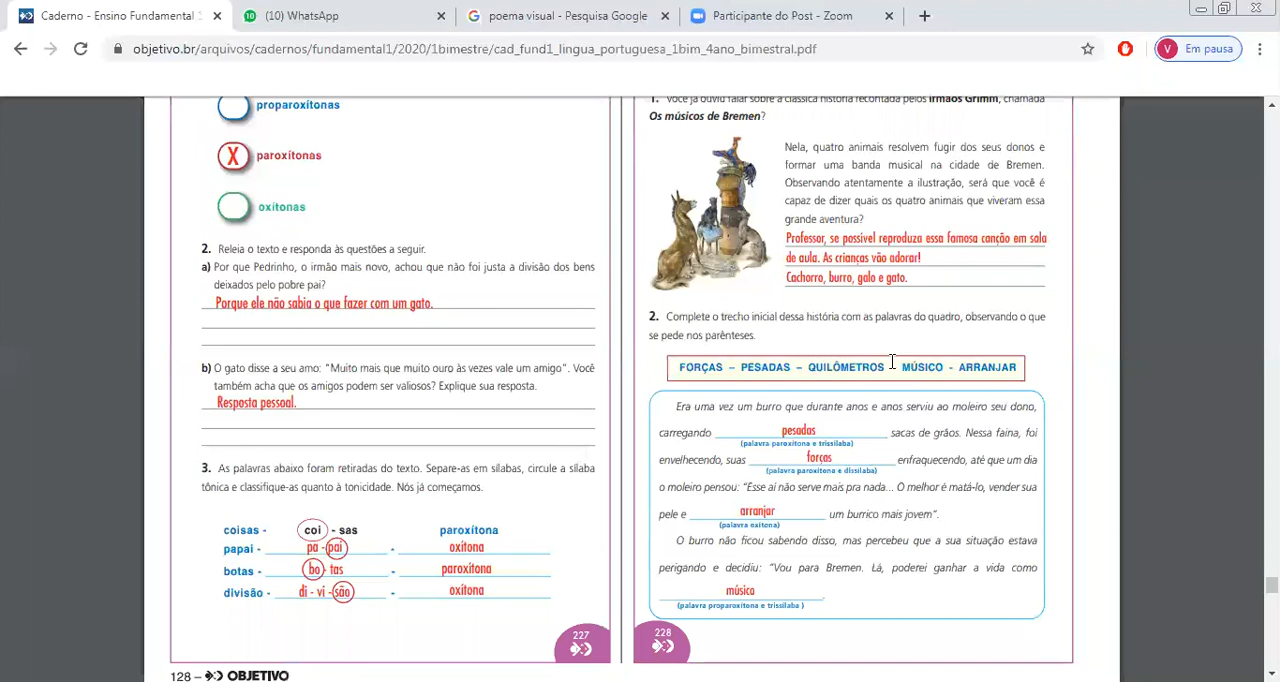 Caderno - Ensino Fundamental
(10) WhatsApp
poema visual - Pesquisa Google
Participante do Post - Zoom
objetivo.br/arquivos/cadernos/fundamental1/2020/1bimestre/cad_fund1_lingua_portuguesa_1bim_4ano_bimestral.pdf
V Em pausa
proparoxítonas
X paroxítonas
oxítonas
2. Releia o texto e responda às questões a seguir.
a) Por que Pedrinho, o irmão mais novo, achou que não foi justa a divisão dos bens
deixados pelo pobre pai?
Porque ele não sabia o que fazer com um gato.
b) O gato disse a seu amo: "Muito mais que muito ouro às vezes vale um amigo". Você
também acha que os amigos podem ser valiosos? Explique sua resposta.
Resposta pessoal.
3. As palavras abaixo foram retiradas do texto. Separe-as em sílabas, circule a sílaba
tônica e classifique-as quanto à tonicidade. Nós já começamos.
coisas - coi - sas paroxítona
papai - pa - pai - oxítona
botas - bo - tas - paroxítona
divisão - di - vi - são - oxítona
227
128 – OBJETIVO
1. Você já ouviu falar sobre a clássica história recontada pelos Irmãos Grimm, chamada
Os músicos de Bremen?
Nela, quatro animais resolvem fugir dos seus donos e
formar uma banda musical na cidade de Bremen.
Observando atentamente a ilustração, será que você é
capaz de dizer quais os quatro animais que viveram essa
grande aventura?
Professor, se possivel reproduza essa famosa canção em sala
de aula. As crianças vão adorar!
Cachorro, burro, galo e gato.
2. Complete o trecho inicial dessa história com as palavras do quadro, observando o que
se pede nos parênteses.
FORÇAS – PESADAS – QUILÔMETROS MÚSICO - ARRANJAR
Era uma vez um burro que durante anos e anos serviu ao moleiro seu dono,
carregando pesadas sacas de grãos. Nessa faina, foi
(palavra paroxítona e trissílaba)
envelhecendo, suas forças enfraquecendo, até que um dia
(palavra paroxítona e dissílaba)
o moleiro pensou: "Esse aí não serve mais pra nada... O melhor é matá-lo, vender sua
pele e arranjar um burrico mais jovem".
(palavra oxítona)
O burro não ficou sabendo disso, mas percebeu que a sua situação estava
perigando e decidiu: "Vou para Bremen. Lá, poderei ganhar a vida como
músico .
(palavra proparoxítona e trissílaba )
228